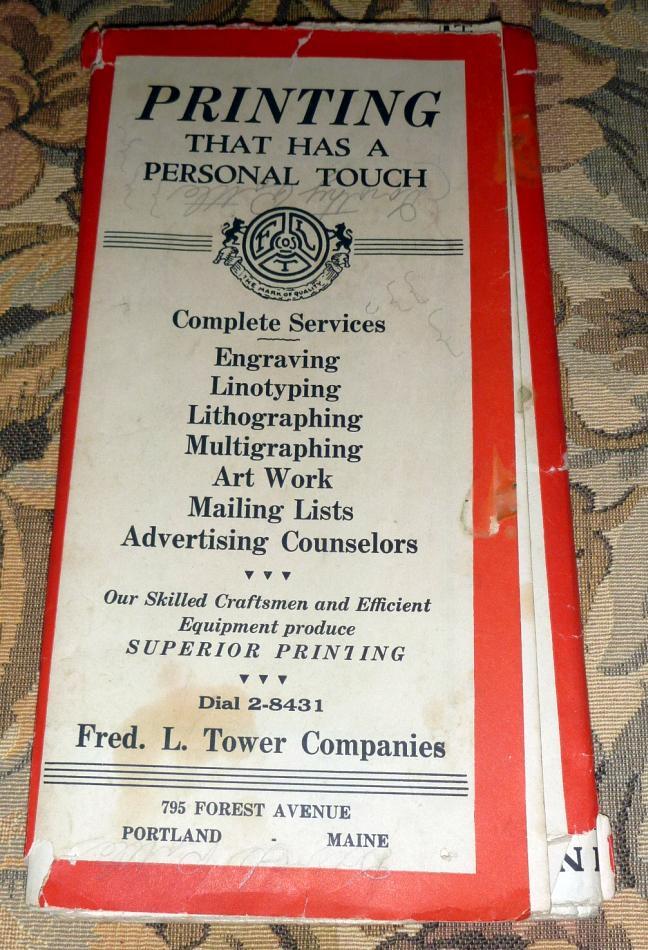 PRINTING
THAT HAS A
PERSONAL TOUCH
F L T Cos
THE MARK OF QUALITY
Complete Services
Engraving
Linotyping
Lithographing
Multigraphing
Art Work
Mailing Lists
Advertising Counselors
Our Skilled Craftsmen and Efficient
Equipment produce
SUPERIOR PRINTING
Dial 2-8431
Fred. L. Tower Companies
795 FOREST AVENUE
PORTLAND - MAINE